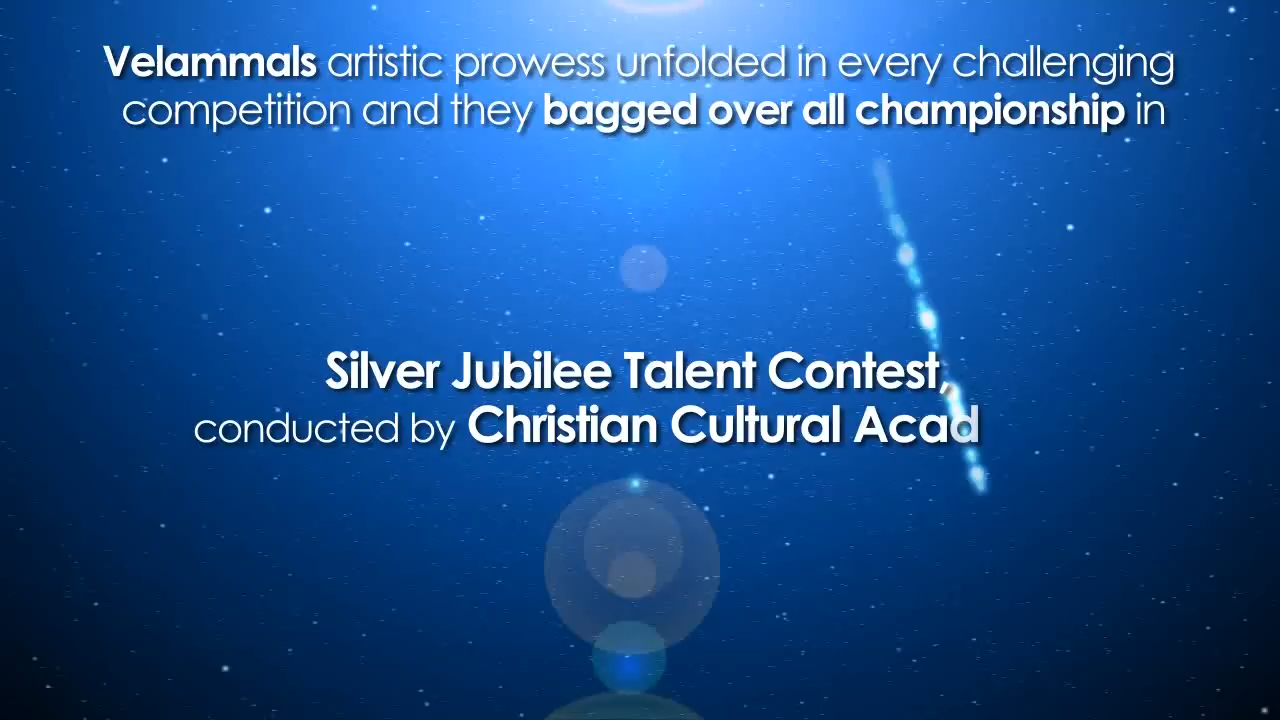 Velammals artistic prowess unfolded in every challenging
competition and they bagged over all championship in
Silver Jubilee Talent Contest,
conducted by Christian Cultural Acad